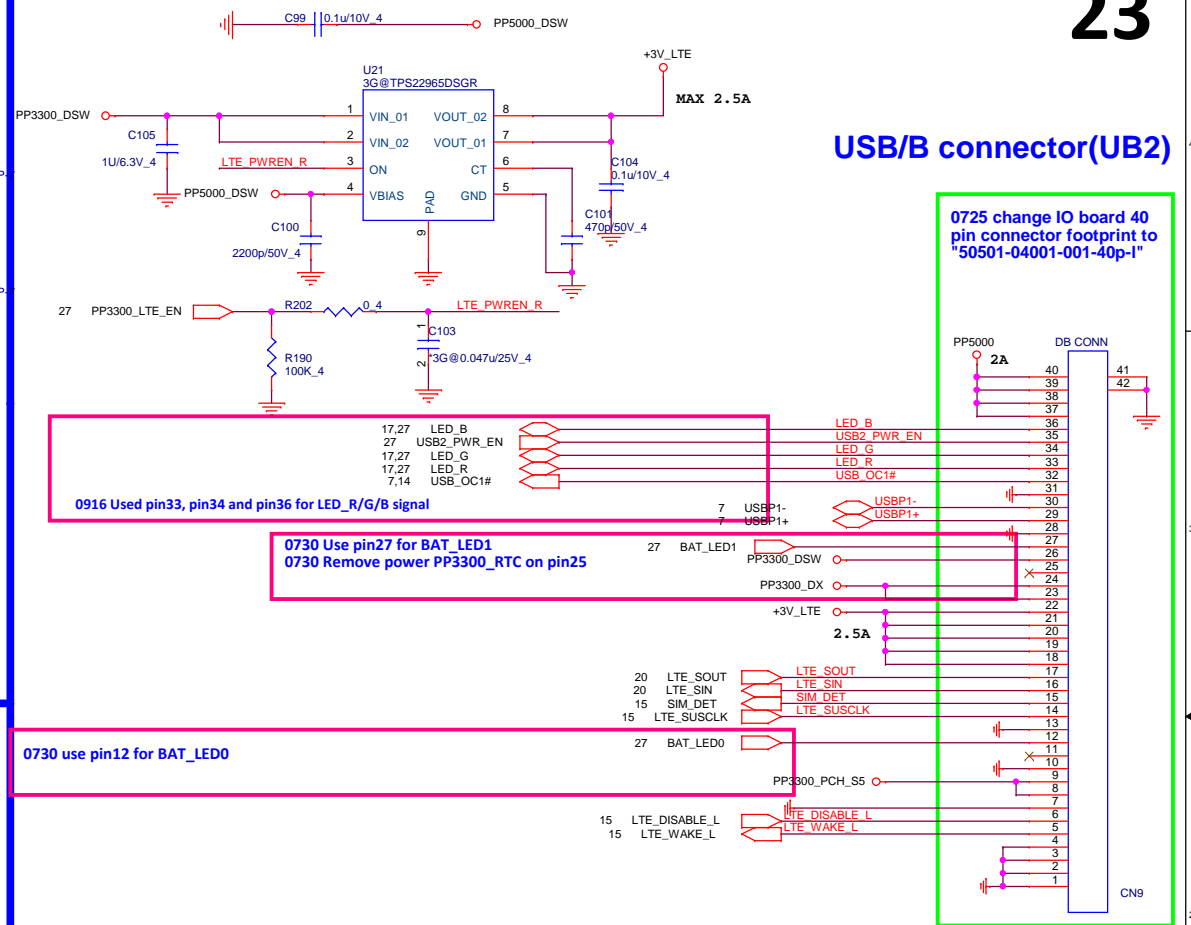 23
C99
0.1u/10V_4
PP5000_DSW
+3V_LTE
MAX 2.5A
U21
3G@TPS22965DSGR
PP3300_DSW
C105
1U/6.3V_4
LTE_PWREN_R
PP5000_DSW
C100
2200p/50V_4
1 VIN_01
2 VIN_02
3 ON
4 VBIAS
PAD
9
VOUT_02 8
VOUT_01 7
CT 6
GND 5
C104
0.1u/10V_4
C101
470p/50V_4
USB/B connector(UB2)
0725 change IO board 40
pin connector footprint to
"50501-04001-001-40p-l"
27 PP3300_LTE_EN
R202
0_4
LTE_PWREN_R
R190
100K_4
1
C103
2
*3G@0.047u/25V_4
PP5000
2A
DB CONN
17,27 LED_B
27 USB2_PWR_EN
17,27 LED_G
17,27 LED_R
7,14 USB_OC1#
LED_B
USB2_PWR_EN
LED_G
LED_R
USB_OC1#
0916 Used pin33, pin34 and pin36 for LED_R/G/B signal
7 USBP1-
7 USBP1+
USBP1-
USBP1+
0730 Use pin27 for BAT_LED1
0730 Remove power PP3300_RTC on pin25
27 BAT_LED1
PP3300_DSW
PP3300_DX
+3V_LTE
2.5A
20 LTE_SOUT
20 LTE_SIN
15 SIM_DET
15 LTE_SUSCLK
LTE_SOUT
LTE_SIN
SIM_DET
LTE_SUSCLK
0730 use pin12 for BAT_LED0
27 BAT_LED0
PP3300_PCH_S5
15 LTE_DISABLE_L
15 LTE_WAKE_L
LTE_DISABLE_L
LTE_WAKE_L
40
39
38
37
36
35
34
33
32
31
30
29
28
27
26
25
24
23
22
21
20
19
18
17
16
15
14
13
12
11
10
9
8
7
6
5
4
3
2
1
41
42
CN9